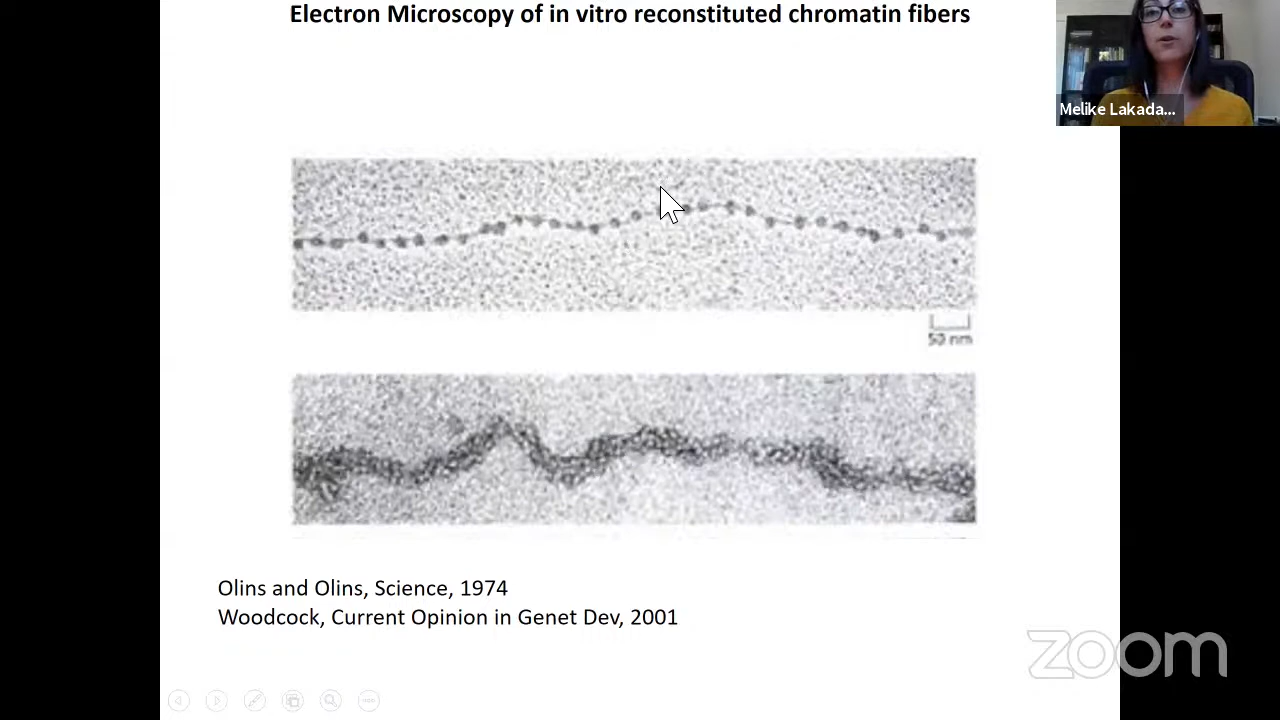 Electron Microscopy of in vitro reconstituted chromatin fibers
Melike Lakada...
50 nm
Olins and Olins, Science, 1974
Woodcock, Current Opinion in Genet Dev, 2001
zoom